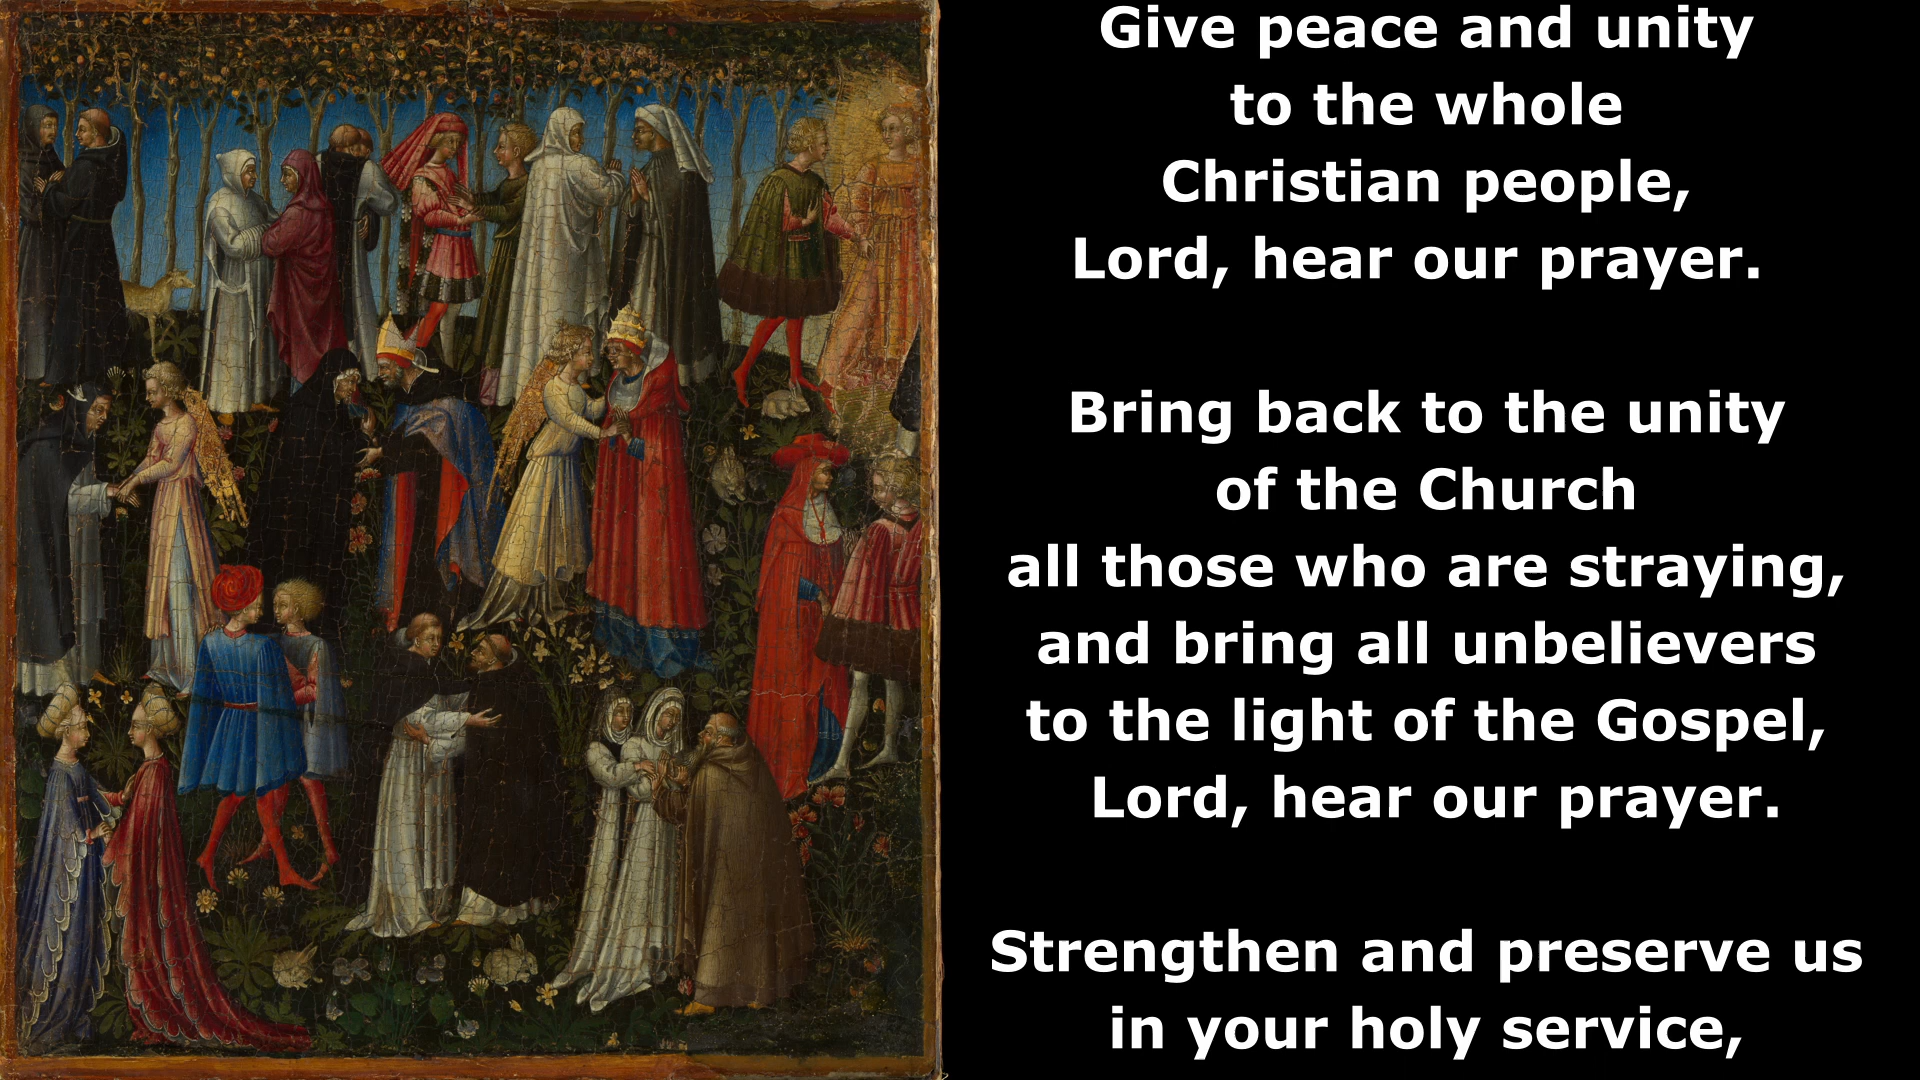 Give peace and unity
to the whole
Christian people,
Lord, hear our prayer.
Bring back to the unity
of the Church
all those who are straying,
and bring all unbelievers
to the light of the Gospel,
Lord, hear our prayer.
Strengthen and preserve us
in your holy service,